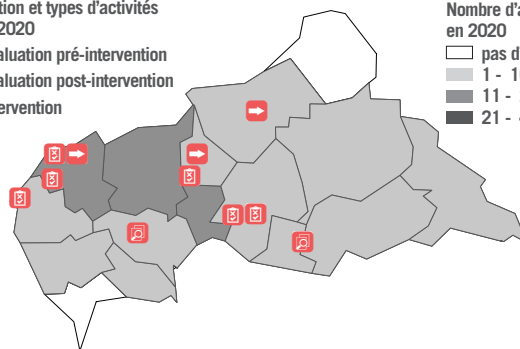 tion et types d'activités
2020
aluation pré-intervention
aluation post-intervention
ervention
Nombre d'a
en 2020
pas d'
1 - 1
11 -
21 -